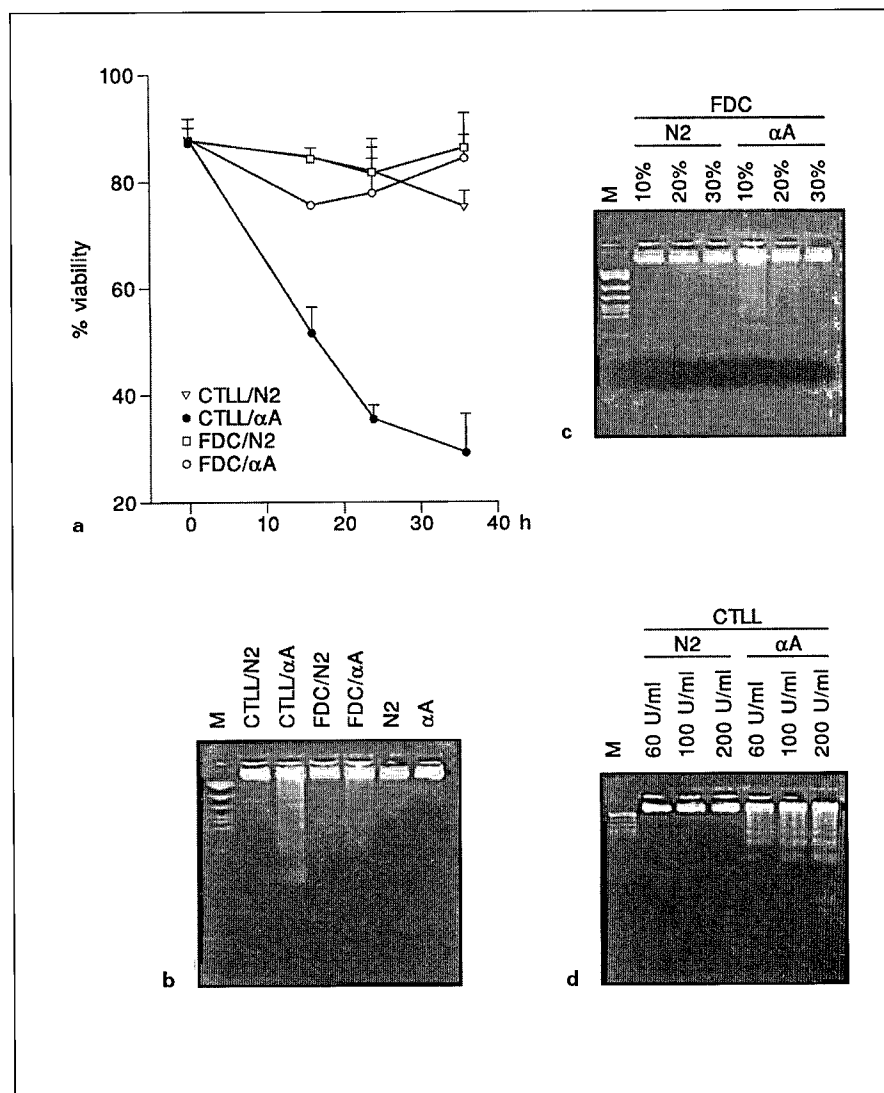 100
80
60
40
20
% viability
0 10 20 30 40 h
CTLL/N2
CTLL/αA
FDC/N2
FDC/αA
a
FDC
N2 αA
M 10% 20% 30% 10% 20% 30%
c
M CTLL/N2 CTLL/αA FDC/N2 FDC/αA N2 αA
b
CTLL
N2 αA
M 60 U/ml 100 U/ml 200 U/ml 60 U/ml 100 U/ml 200 U/ml
d